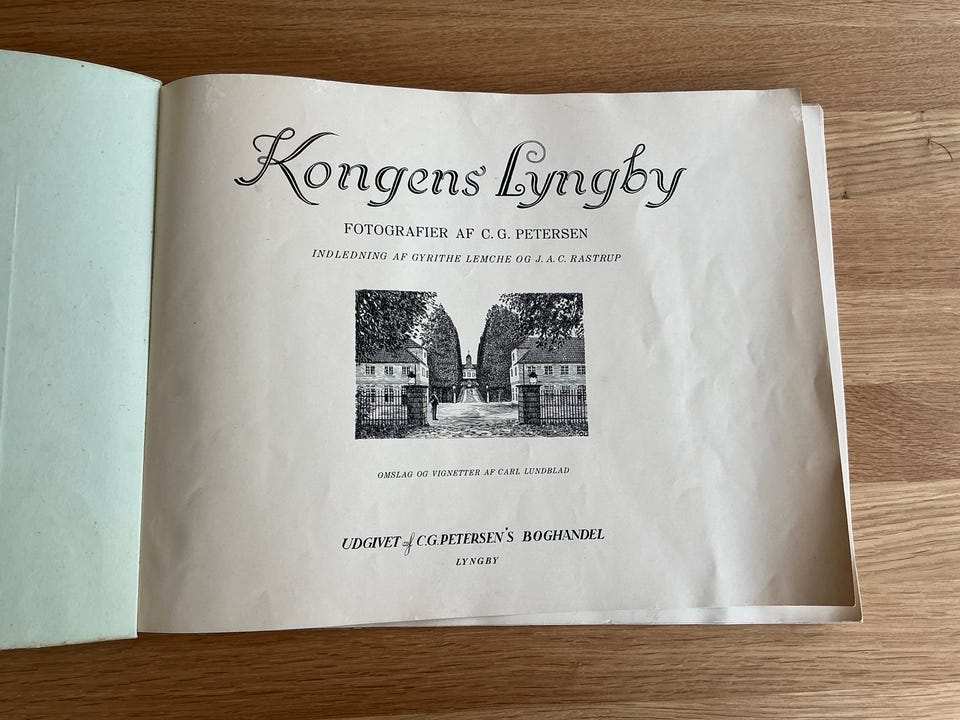 Kongens Lyngby
FOTOGRAFIER AF C. G. PETERSEN
INDLEDNING AF GYRITHE LEMCHE OG J. A. C. RASTRUP
OMSLAG OG VIGNETTER AF CARL LUNDBLAD
UDGIVET af C.G.PETERSEN'S BOGHANDEL
LYNGBY